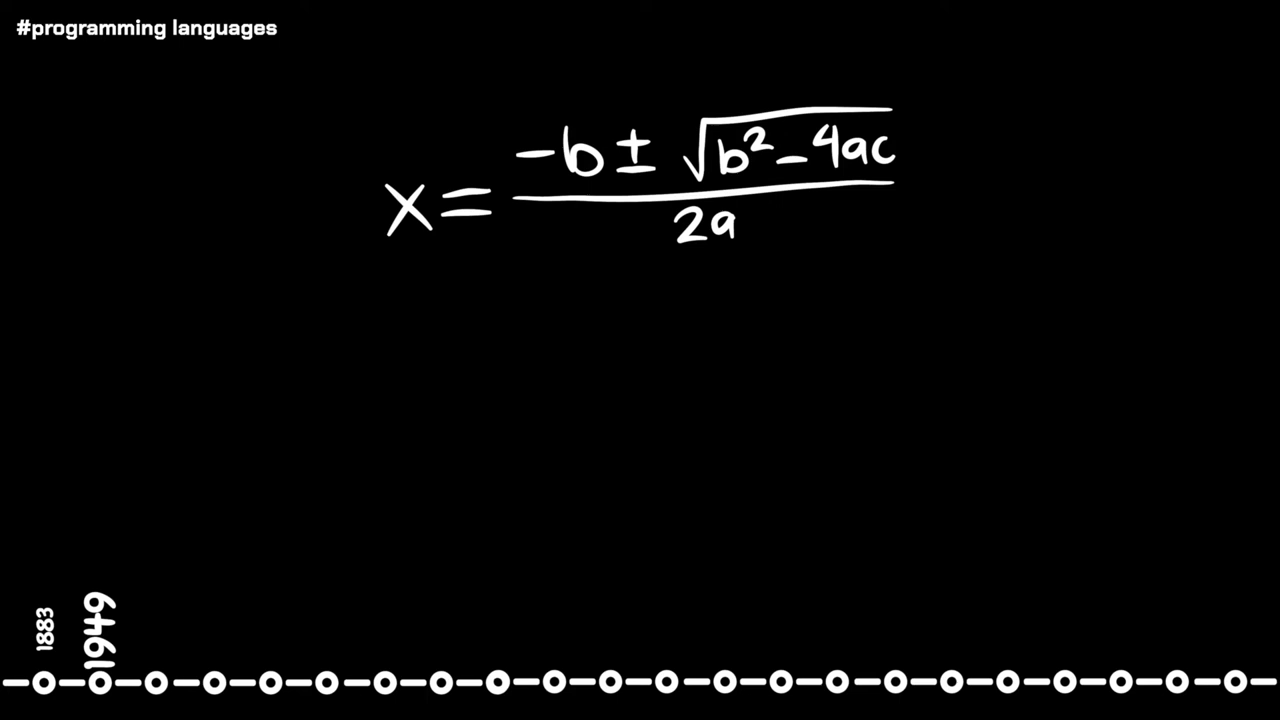 #programming languages
x = -b ± √b² - 4ac
2a
1883
1949